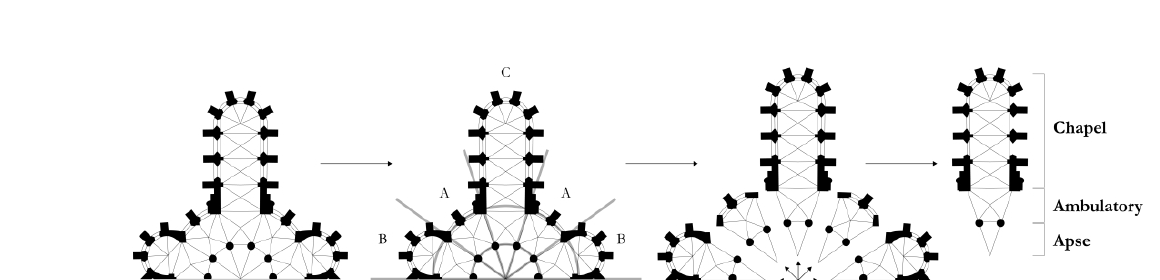 C
Chapel
A A
Ambulatory
B B
Apse